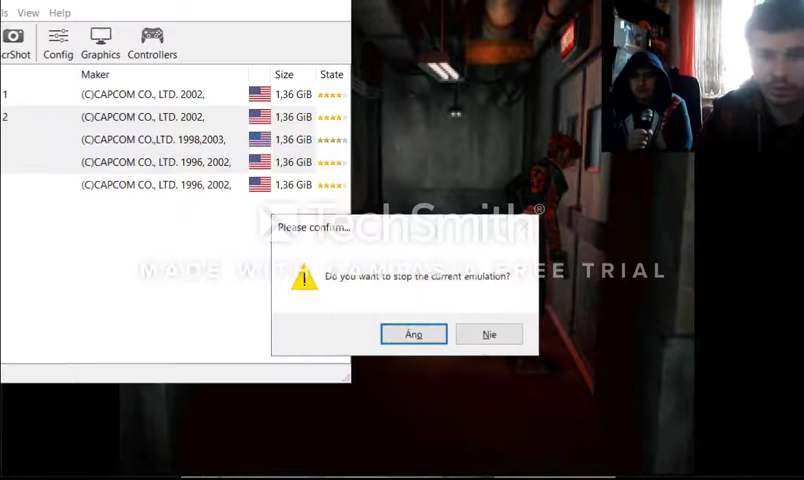 ls View Help
crShot Config Graphics Controllers
Maker Size State
1 (C)CAPCOM CO., LTD. 2002, 1,36 GiB
2 (C)CAPCOM CO., LTD. 2002, 1,36 GiB
(C)CAPCOM CO.,LTD. 1998,2003, 1,36 GiB
(C)CAPCOM CO., LTD. 1996, 2002, 1,36 GiB
(C)CAPCOM CO., LTD. 1996, 2002, 1,36 GiB
TechSmith®
Please confirm...
MADE WITH CAMTASIA FREE TRIAL
Do you want to stop the current emulation?
Áno Nie